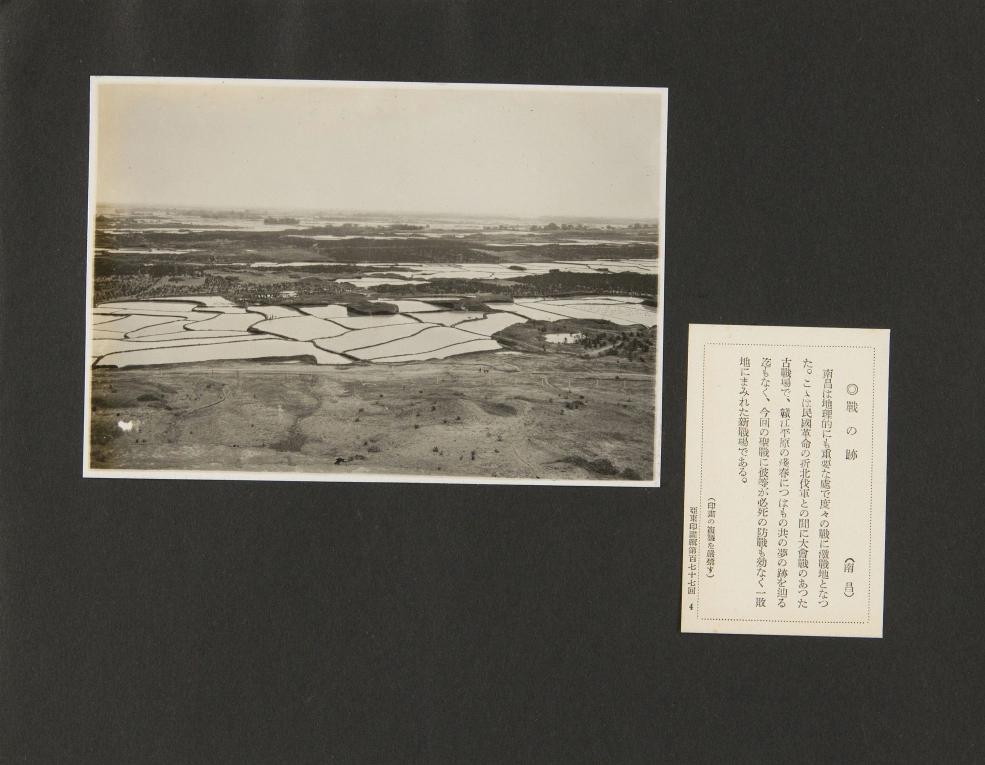 ◎戰の跡 (南昌)
南昌は地理的にも重要な處で度々の戰に激戰地となつ
た。こゝは民國革命の折北伐軍との間に大會戰のあつた
古戰場で、贛江平原の殘春につはもの共の夢の跡を辿る
迄もなく、今回の聖戰に彼等が必死の防戰も効なく一敗
地にまみれた新戰場である。
(印畫の複製を嚴禁す)
亞東印畫輯第百七十七回 4